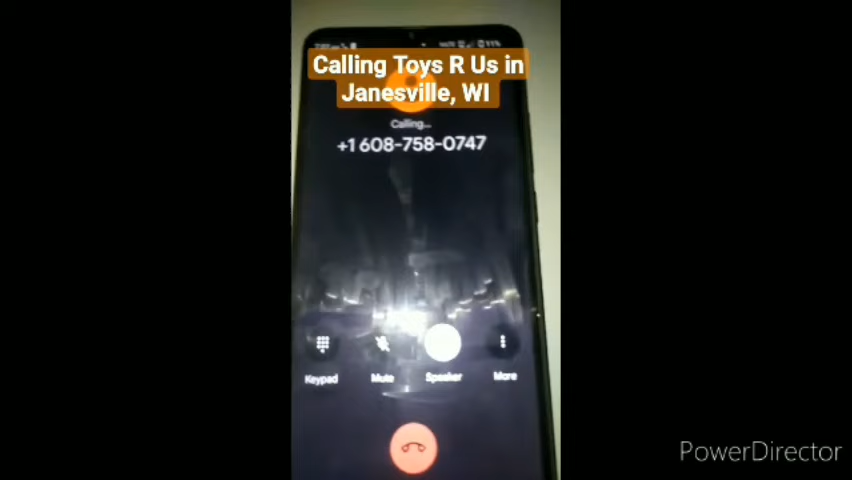 Calling Toys R Us in
Janesville, WI
Calling...
+1 608-758-0747
Keypad
Mute
Speaker
More
PowerDirector